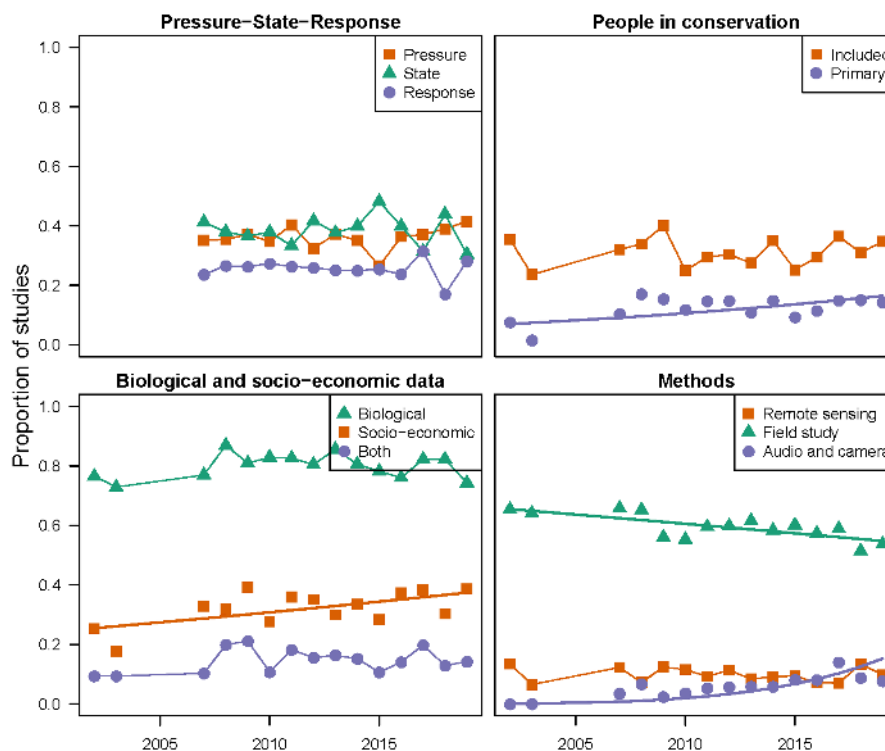 Pressure−State−Response
People in conservation
1.0
0.8
0.6
0.4
0.2
0.0
Pressure
State
Response
Included
Primary
Proportion of studies
Biological and socio−economic data
Methods
1.0
0.8
0.6
0.4
0.2
0.0
Biological
Socio−economic
Both
Remote sensing
Field study
Audio and camera
2005
2010
2015
2005
2010
2015